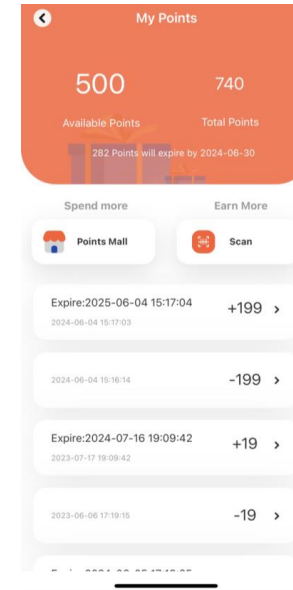 My Points
500
740
Available Points
Total Points
282 Points will expire by 2024-06-30
Spend more
Earn More
Points Mall
Scan
Expire:2025-06-04 15:17:04
+199
2024-06-04 15:17:03
2024-06-04 15:16:14
-199
Expire:2024-07-16 19:09:42
+19
2023-07-17 19:09:42
2023-06-06 17:19:15
-19